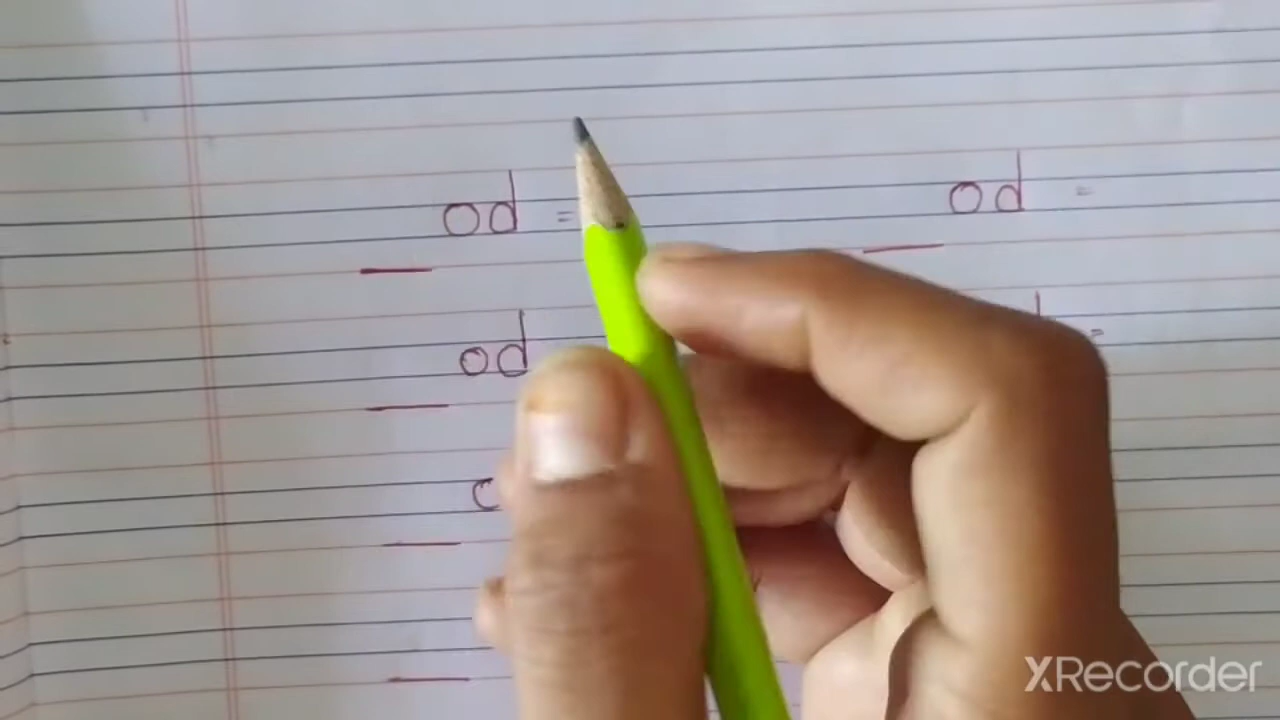 od = od =
od =
XRecorder